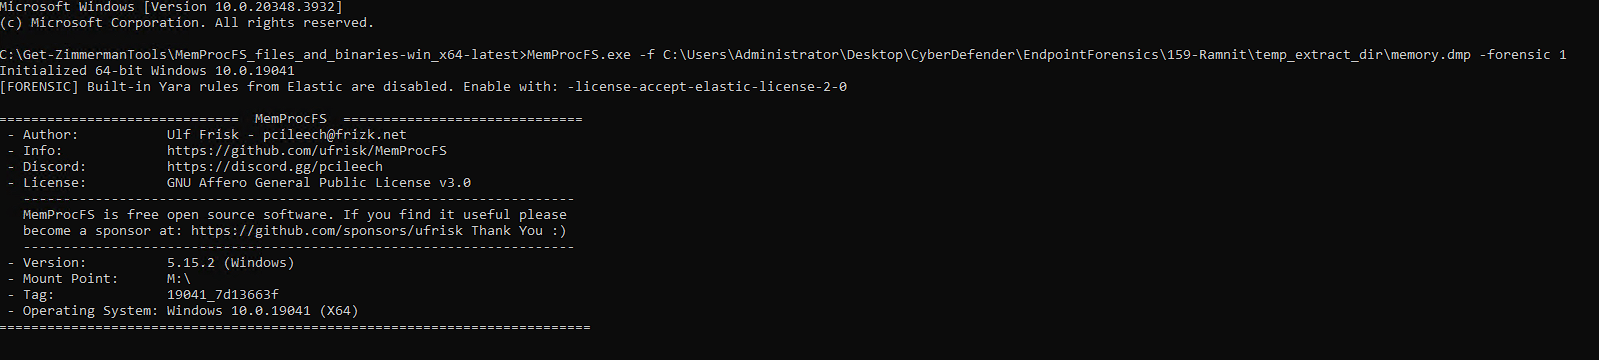 Microsoft Windows [Version 10.0.20348.3932]
(c) Microsoft Corporation. All rights reserved.
C:\Get-ZimmermanTools\MemProcFS_files_and_binaries-win_x64-latest>MemProcFS.exe -f C:\Users\Administrator\Desktop\CyberDefender\EndpointForensics\159-Ramnit\temp_extract_dir\memory.dmp -forensic 1
Initialized 64-bit Windows 10.0.19041
[FORENSIC] Built-in Yara rules from Elastic are disabled. Enable with: -license-accept-elastic-license-2-0
============================== MemProcFS ==============================
- Author: Ulf Frisk - pcileech@frizk.net
- Info: https://github.com/ufrisk/MemProcFS
- Discord: https://discord.gg/pcileech
- License: GNU Affero General Public License v3.0
---------------------------------------------------------------------
MemProcFS is free open source software. If you find it useful please
become a sponsor at: https://github.com/sponsors/ufrisk Thank You :)
---------------------------------------------------------------------
- Version: 5.15.2 (Windows)
- Mount Point: M:\
- Tag: 19041_7d13663f
- Operating System: Windows 10.0.19041 (X64)
==========================================================================